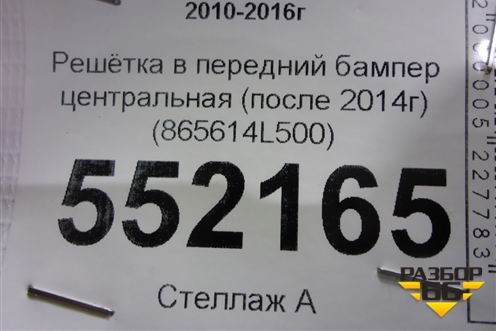 2010-2016г
Решётка в передний бампер
центральная (после 2014г)
(865614L500)
552165
Стеллаж А
РАЗБОР
66